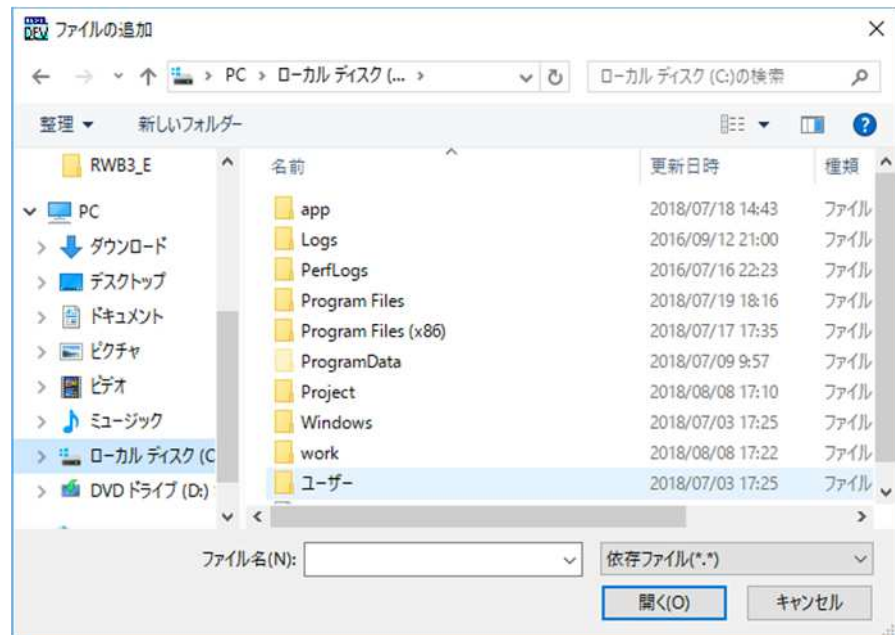 DEV ファイルの追加
PC > ローカル ディスク (... >
ローカル ディスク (C:)の検索
整理 新しいフォルダー
RWB3_E
PC
ダウンロード
デスクトップ
ドキュメント
ピクチャ
ビデオ
ミュージック
ローカル ディスク (C
DVD ドライブ (D:)
名前 更新日時 種類
app 2018/07/18 14:43 ファイル
Logs 2016/09/12 21:00 ファイル
PerfLogs 2016/07/16 22:23 ファイル
Program Files 2018/07/19 18:16 ファイル
Program Files (x86) 2018/07/17 17:35 ファイル
ProgramData 2018/07/09 9:57 ファイル
Project 2018/08/08 17:10 ファイル
Windows 2018/07/03 17:25 ファイル
work 2018/08/08 17:22 ファイル
ユーザー 2018/07/03 17:25 ファイル
ファイル名(N): 依存ファイル(*.*)
開く(O) キャンセル